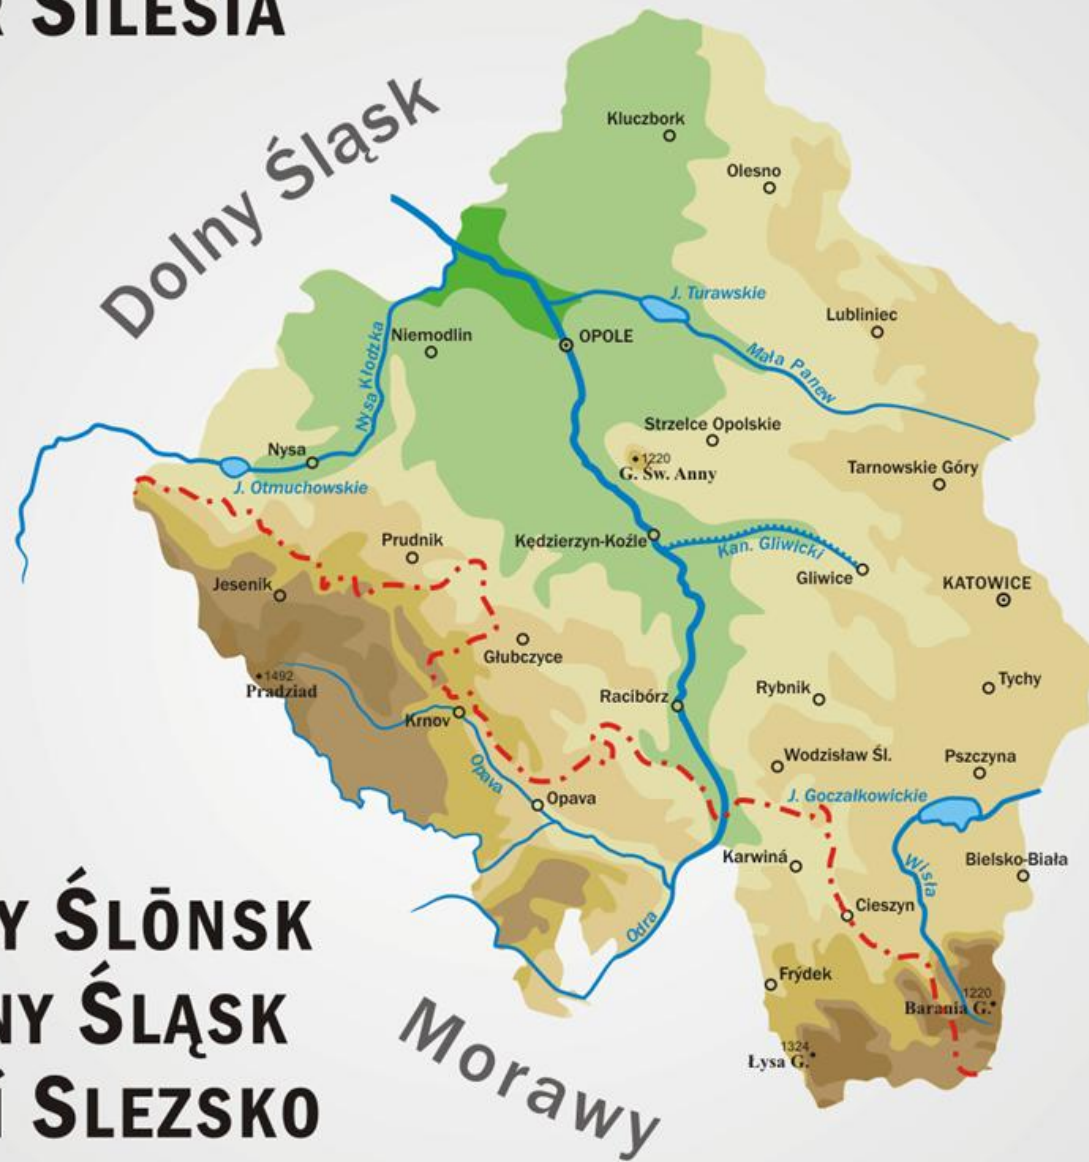 R SILESIA
Dolny Śląsk
Kluczbork
Olesno
J. Turawskie
Lubliniec
Niemodlin
OPOLE
Nysa Kłodzka
Mała Panew
Strzelce Opolskie
Nysa
1220
G. Św. Anny
Tarnowskie Góry
J. Otmuchowskie
Prudnik
Kędzierzyn-Koźle
Kan. Gliwicki
Gliwice
KATOWICE
Jesenik
Głubczyce
1492
Pradziad
Racibórz
Rybnik
Tychy
Krnov
Wodzisław Śl.
Pszczyna
Opava
Opava
J. Goczałkowickie
Karwiná
Wisła
Bielsko-Biała
Cieszyn
Odra
Frýdek
1220
Barania G.
1324
Łysa G.
Morawy
Y ŚLŌNSK
NY ŚLĄSK
Í SLEZSKO